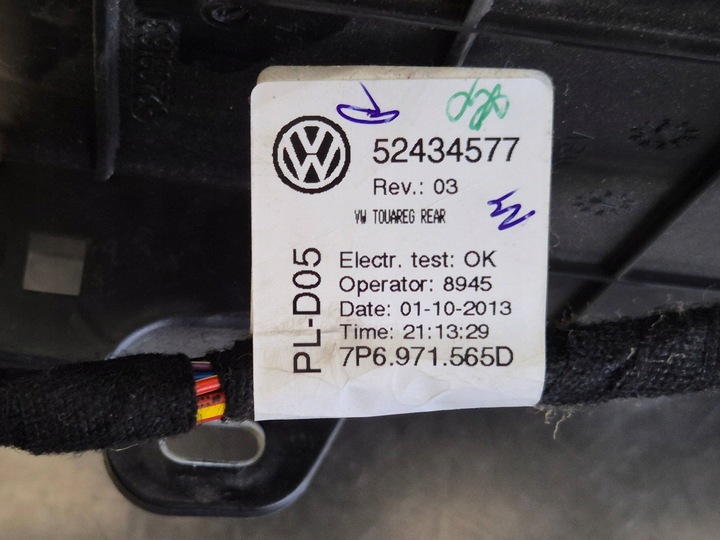 52434577
Rev.: 03
VW TOUAREG REAR
PL-D05
Electr. test: OK
Operator: 8945
Date: 01-10-2013
Time: 21:13:29
7P6.971.565D